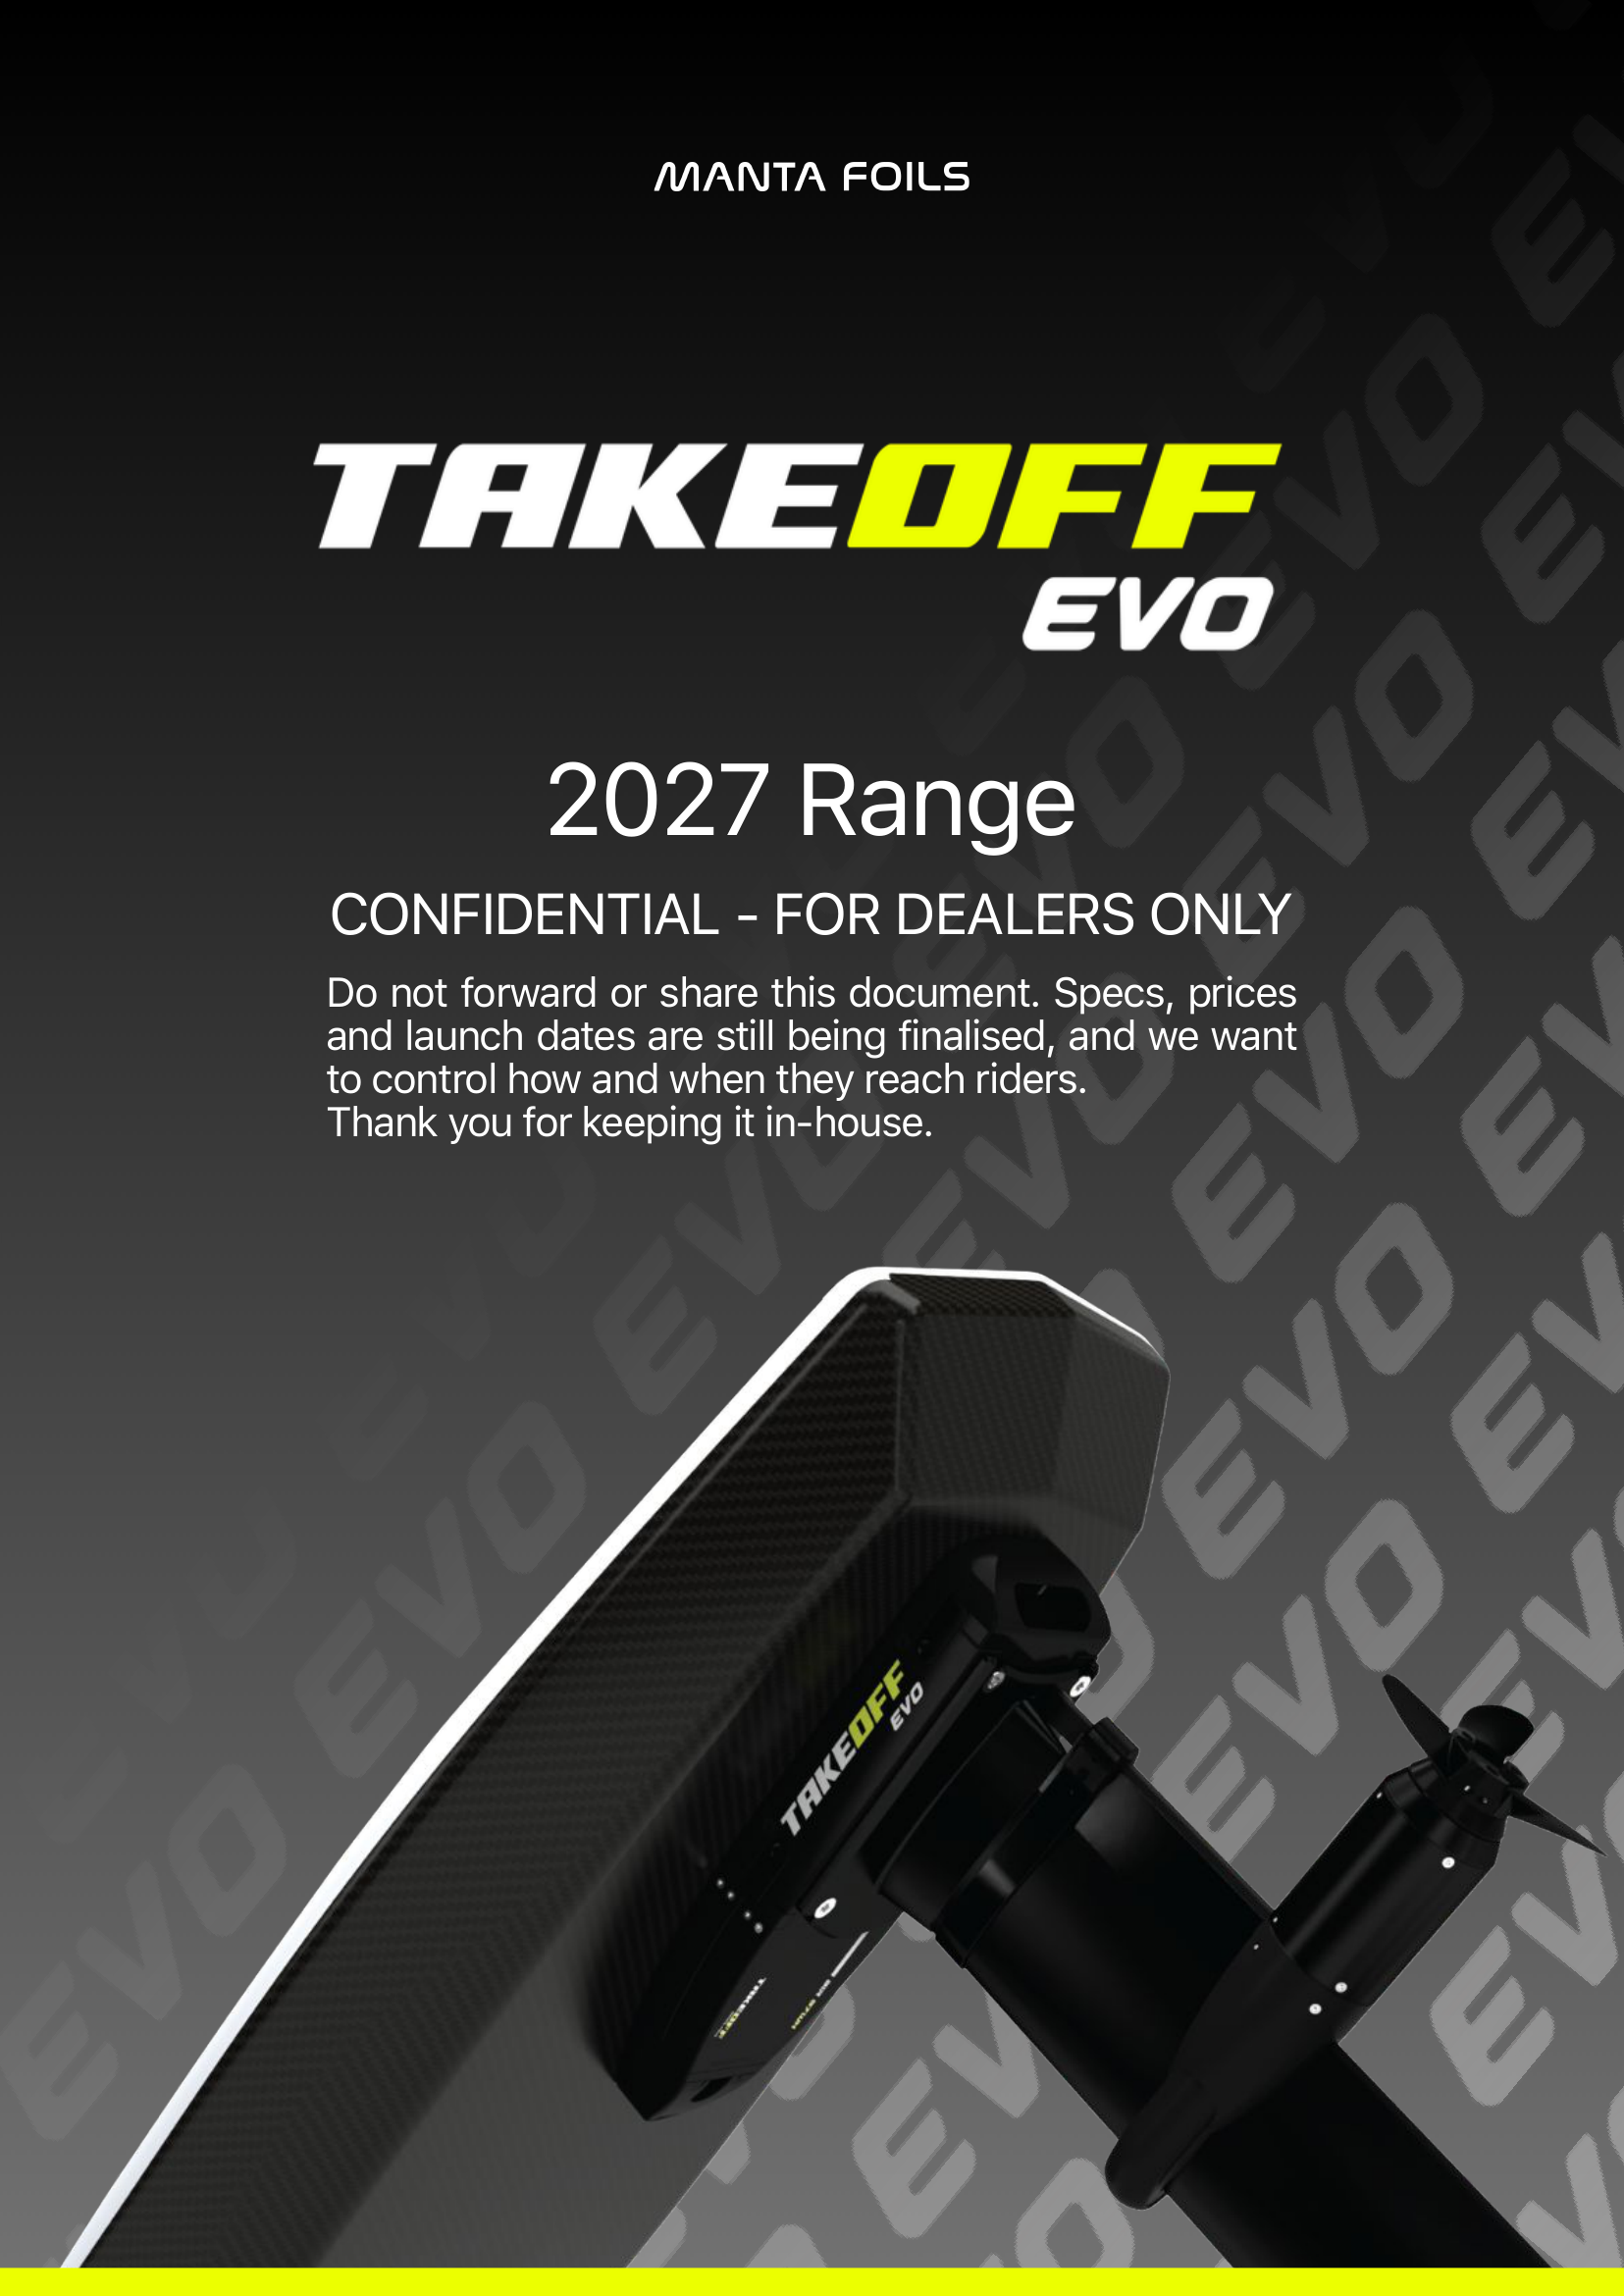 MANTA FOILS
TAKEOFF
EVO
2027 Range
CONFIDENTIAL - FOR DEALERS ONLY
Do not forward or share this document. Specs, prices
and launch dates are still being finalised, and we want
to control how and when they reach riders.
Thank you for keeping it in-house.
TAKEOFF
EVO
TAKEOFF